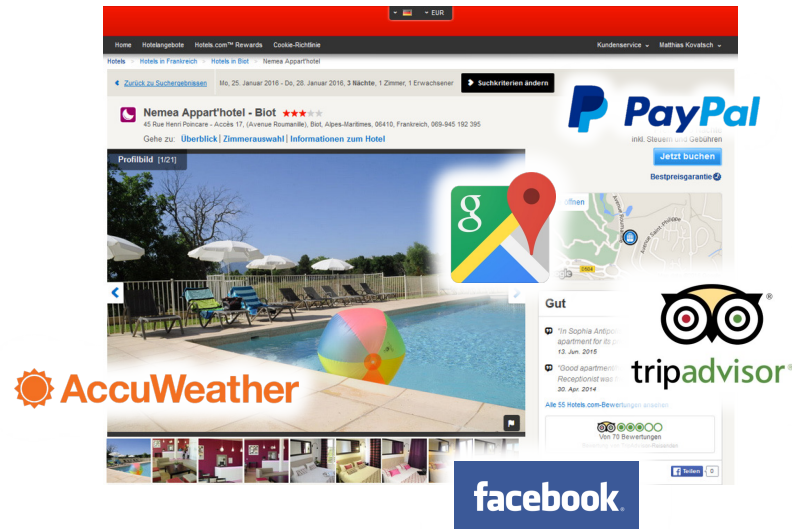 EUR
Home Hotelangebote Hotels.com™ Rewards Cookie-Richtlinie Kundenservice Matthias Kovatsch
Hotels Hotels in Frankreich Hotels in Biot Nemea Appart'hotel
Zurück zu Suchergebnissen Mo, 25. Januar 2016 - Do, 28. Januar 2016, 3 Nächte, 1 Zimmer, 1 Erwachsener Suchkriterien ändern
Nemea Appart'hotel - Biot
45 Rue Henri Poincare - Accès 17, (Avenue Roumanille), Biot, Alpes-Maritimes, 06410, Frankreich, 069-945 192 395
Gehe zu: Überblick | Zimmerauswahl | Informationen zum Hotel
PayPal
inkl. Steuern und Gebühren
Jetzt buchen
Bestpreisgarantie
Profilbild [1/21]
g
Avenue Saint-Philippe
D504
Gut
"In Sophia Antipo
apartment for its p
13. Jun. 2015
"Good apartment
Receptionist was
30. Apr. 2014
Alle 55 Hotels.com-Bewertungen ansehen
tripadvisor®
AccuWeather
Von 70 Bewertungen
Teilen 0
facebook®